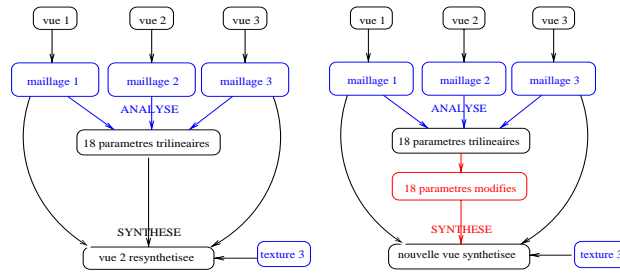 vue 1
vue 2
vue 3
maillage 1
maillage 2
maillage 3
ANALYSE
18 parametres trilineaires
SYNTHESE
vue 2 resynthetisee
texture 3
vue 1
vue 2
vue 3
maillage 1
maillage 2
maillage 3
ANALYSE
18 parametres trilineaires
18 parametres modifies
SYNTHESE
nouvelle vue synthetisee
texture 3